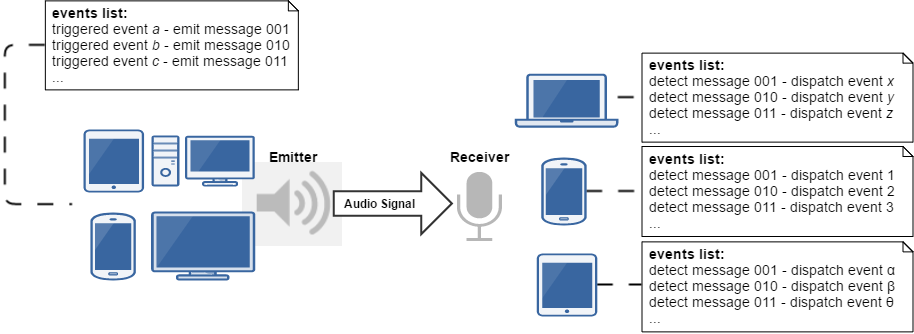 events list:
triggered event a - emit message 001
triggered event b - emit message 010
triggered event c - emit message 011
...
Emitter
Audio Signal
Receiver
events list:
detect message 001 - dispatch event x
detect message 010 - dispatch event y
detect message 011 - dispatch event z
...
events list:
detect message 001 - dispatch event 1
detect message 010 - dispatch event 2
detect message 011 - dispatch event 3
...
events list:
detect message 001 - dispatch event α
detect message 010 - dispatch event β
detect message 011 - dispatch event θ
...